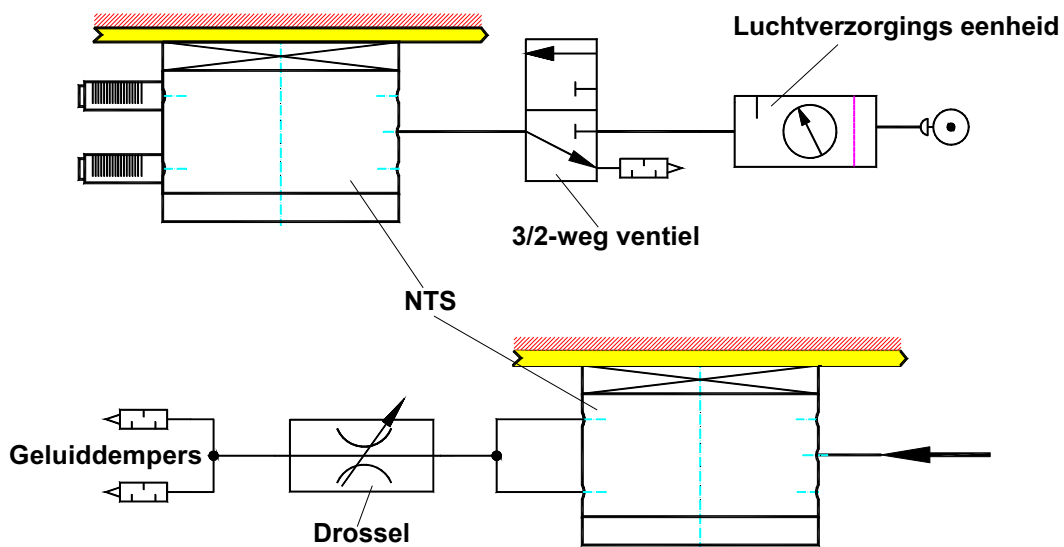 Luchtverzorgings eenheid
3/2-weg ventiel
NTS
Geluiddempers
Drossel